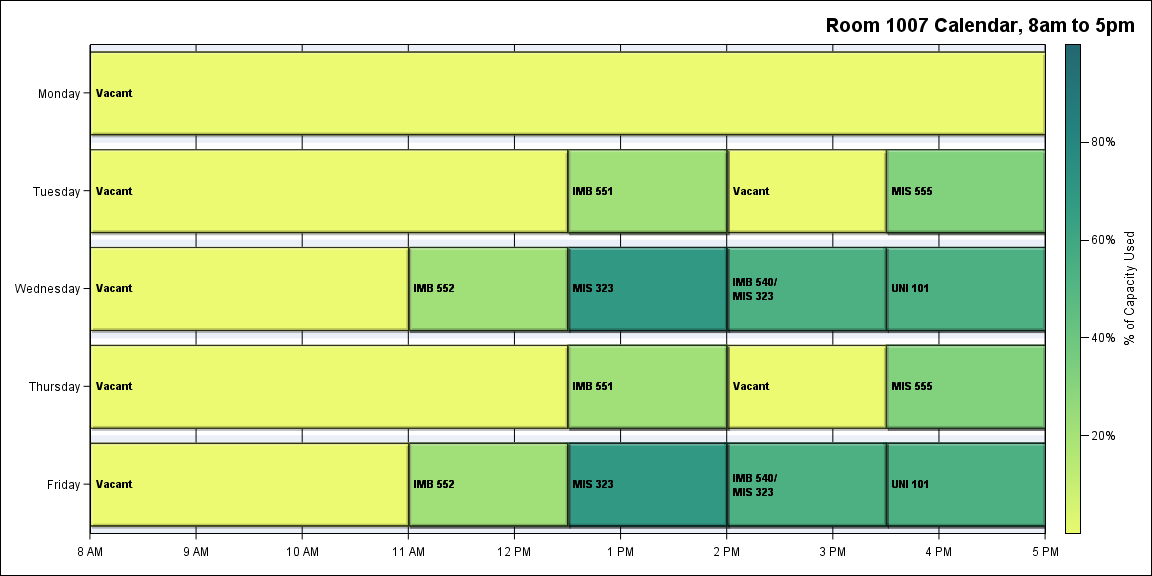 Room 1007 Calendar, 8am to 5pm
Monday
Vacant
80%
Tuesday
Vacant
IMB 551
Vacant
MIS 555
60%
% of Capacity Used
Wednesday
Vacant
IMB 552
MIS 323
IMB 540/
MIS 323
UNI 101
40%
Thursday
Vacant
IMB 551
Vacant
MIS 555
20%
Friday
Vacant
IMB 552
MIS 323
IMB 540/
MIS 323
UNI 101
8 AM 9 AM 10 AM 11 AM 12 PM 1 PM 2 PM 3 PM 4 PM 5 PM